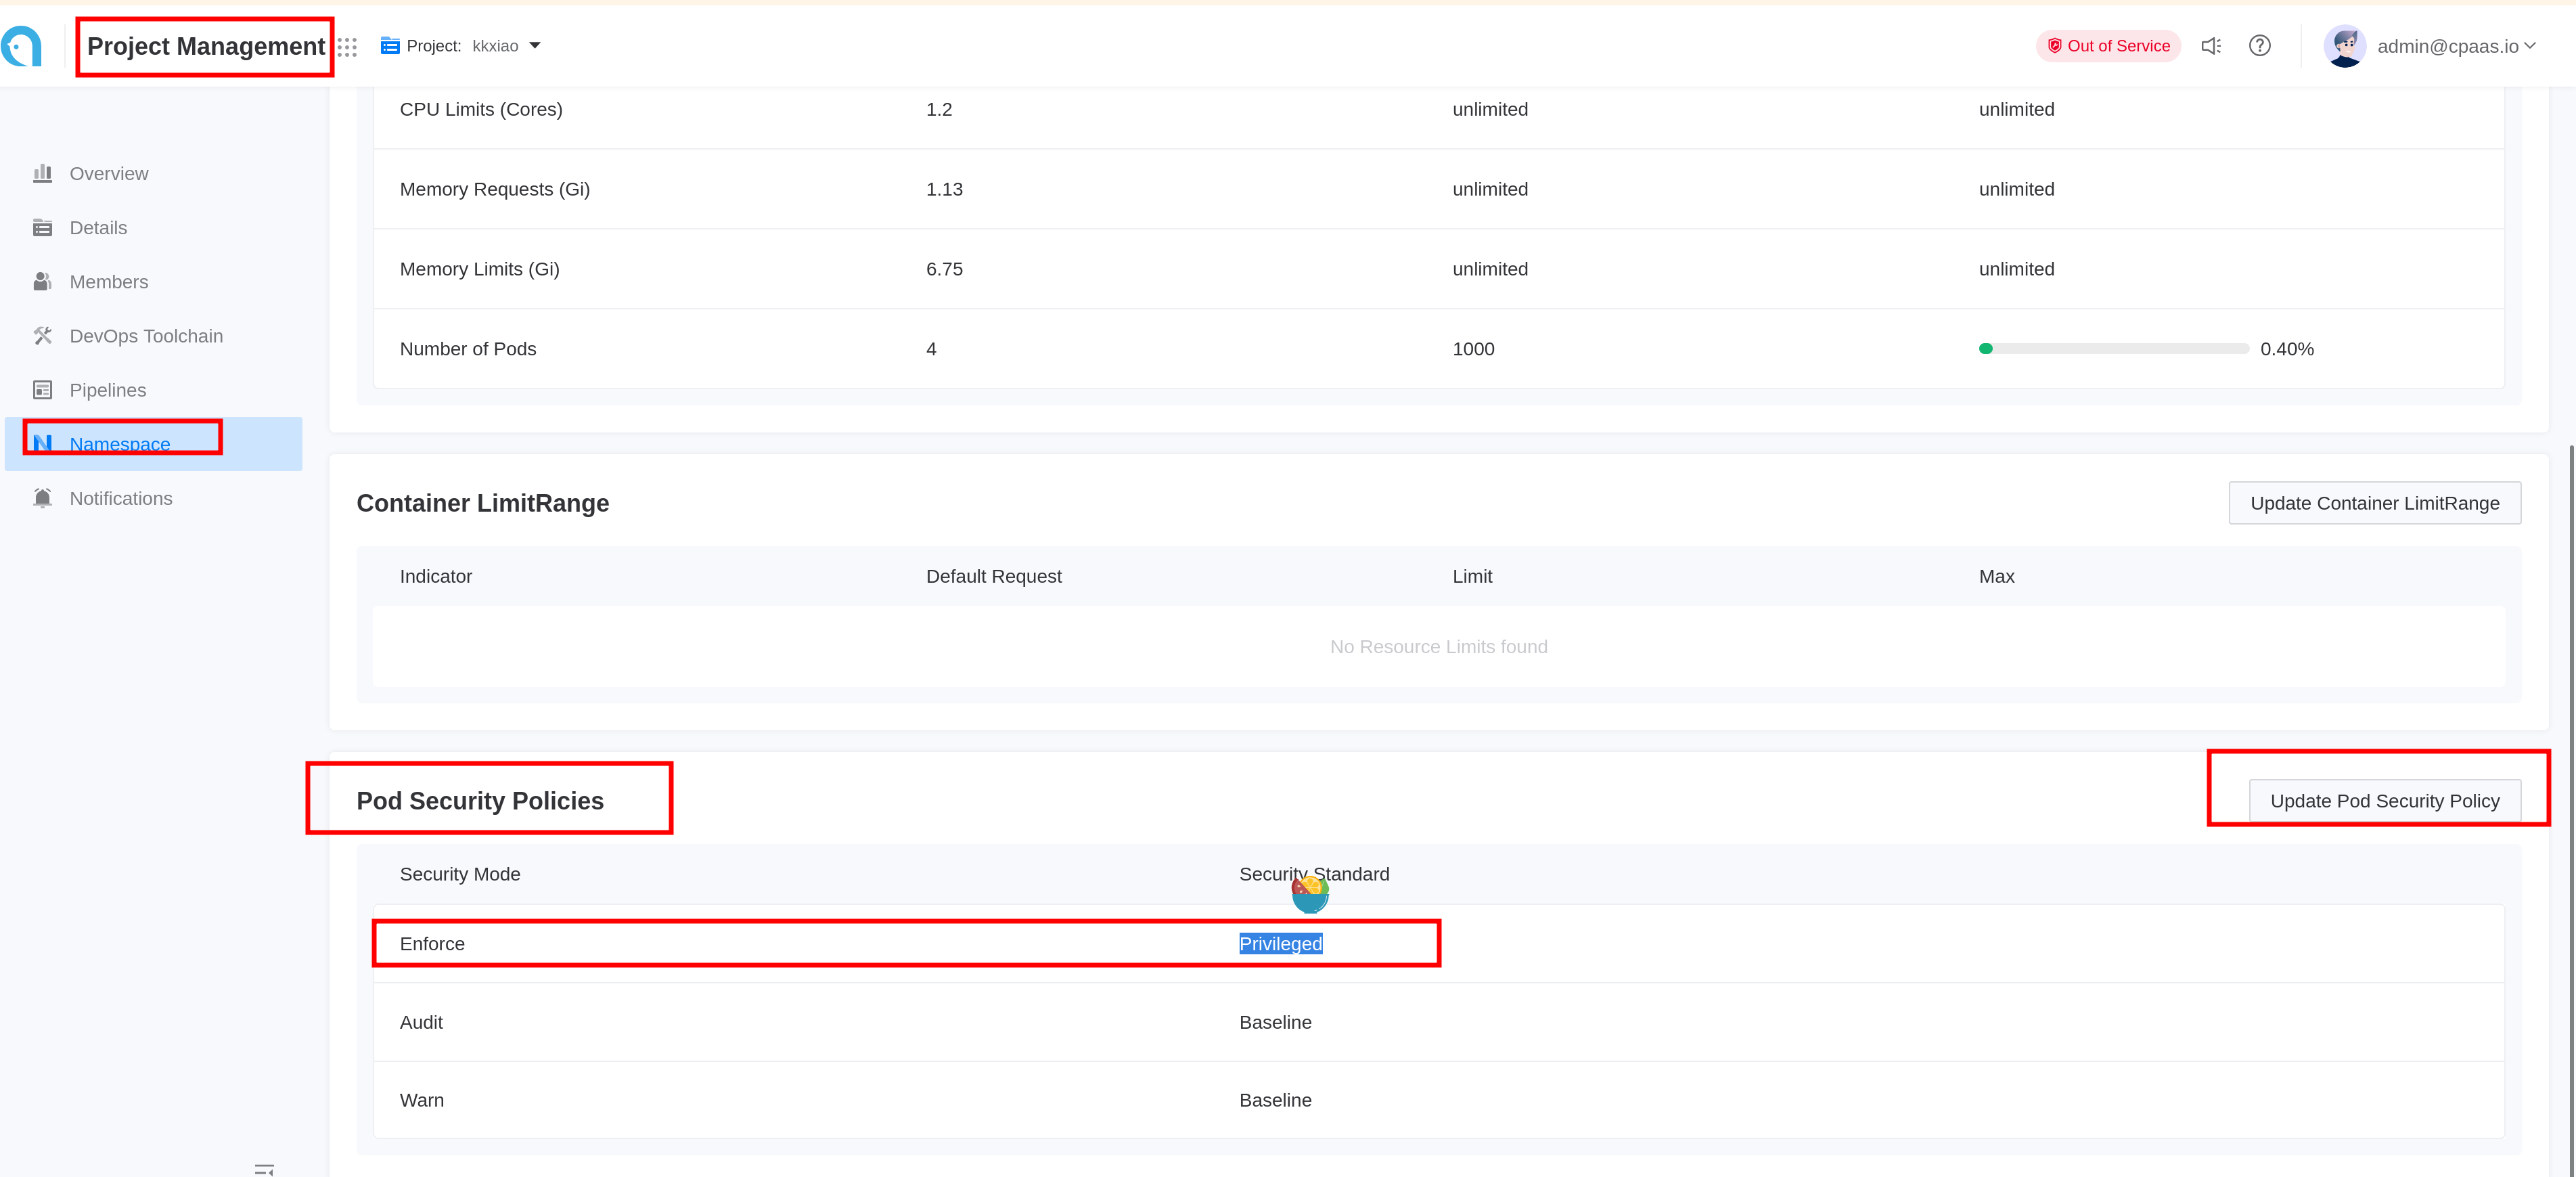 Project Management Project: kkxiao Out of Service admin@cpaas.io
CPU Limits (Cores) 1.2 unlimited unlimited
Overview
Memory Requests (Gi) 1.13 unlimited unlimited
Details
Memory Limits (Gi) 6.75 unlimited unlimited
Members
DevOps Toolchain
Number of Pods 4 1000 0.40%
Pipelines
Namespace
Notifications
Container LimitRange Update Container LimitRange
Indicator Default Request Limit Max
No Resource Limits found
Pod Security Policies Update Pod Security Policy
Security Mode Security Standard
Enforce Privileged
Audit Baseline
Warn Baseline